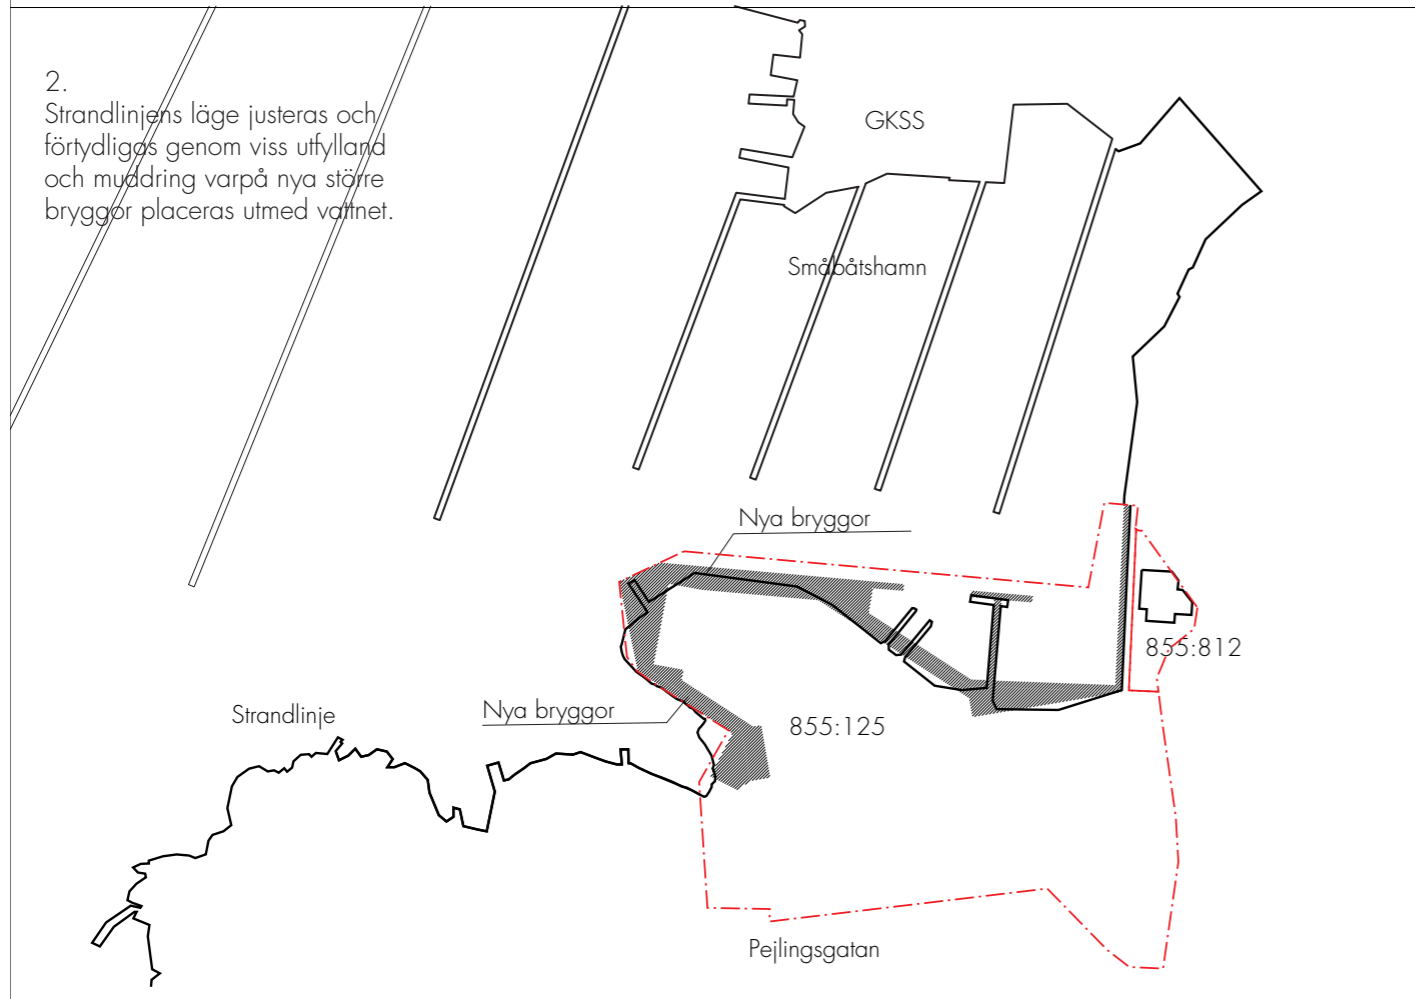 2.
Strandlinjens läge justeras och
förtydligas genom viss utfylland
och muddring varpå nya större
bryggor placeras utmed vattnet.
GKSS
Småbåtshamn
Nya bryggor
855:812
Nya bryggor
Strandlinje
855:125
Pejlingsgatan